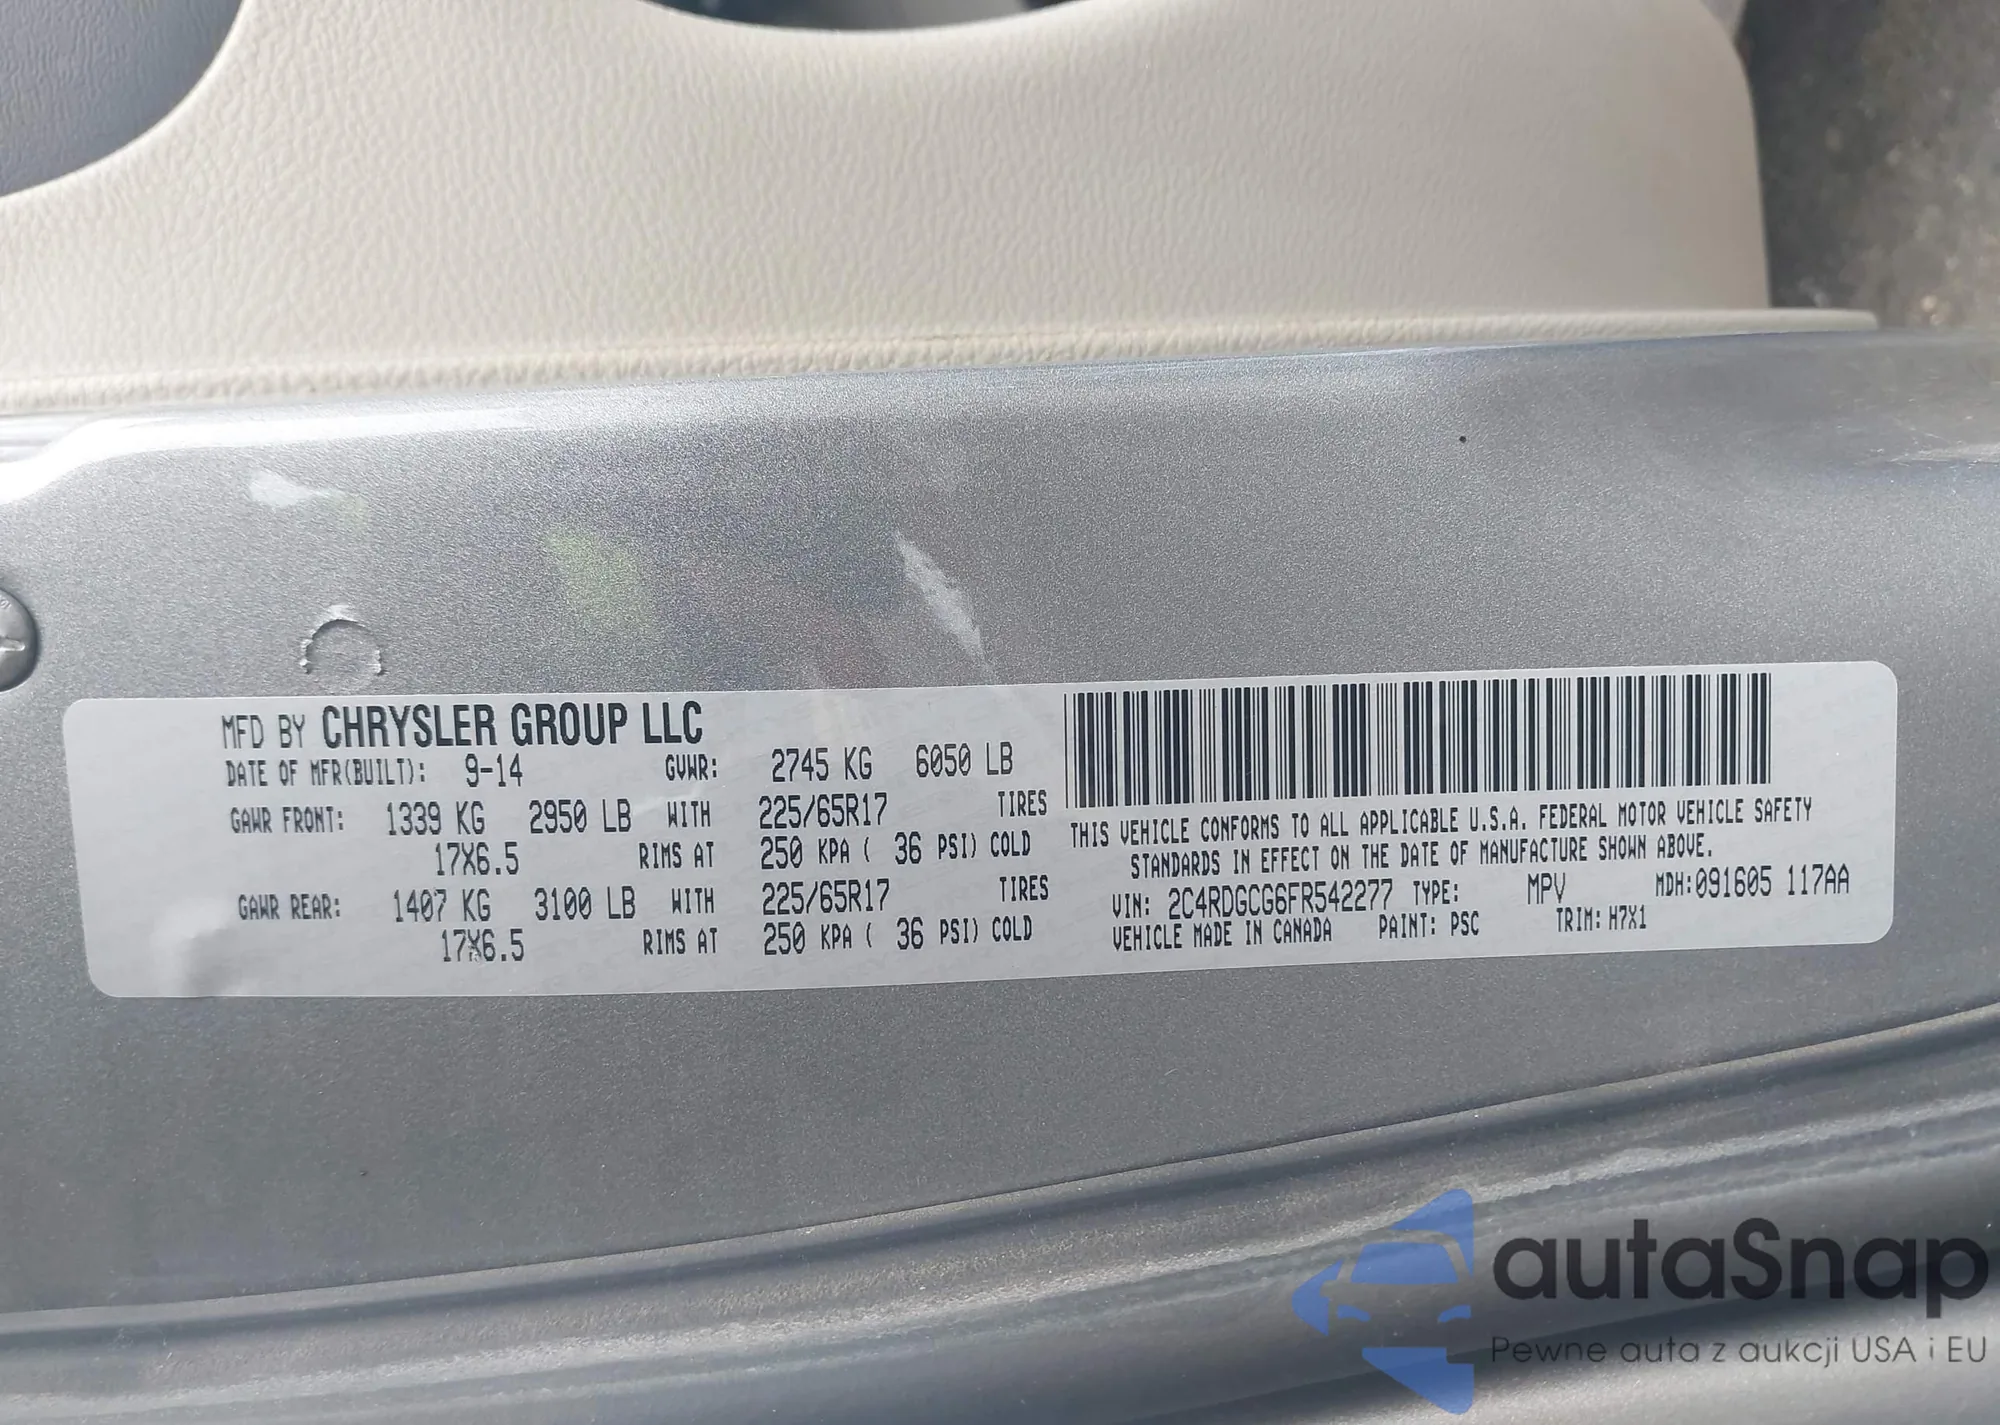 MFD BY CHRYSLER GROUP LLC
DATE OF MFR(BUILT): 9-14 GVWR: 2745 KG 6050 LB
GAWR FRONT: 1339 KG 2950 LB WITH 225/65R17 TIRES
17X6.5 RIMS AT 250 KPA ( 36 PSI) COLD
GAWR REAR: 1407 KG 3100 LB WITH 225/65R17 TIRES
17X6.5 RIMS AT 250 KPA ( 36 PSI) COLD
THIS VEHICLE CONFORMS TO ALL APPLICABLE U.S.A. FEDERAL MOTOR VEHICLE SAFETY
STANDARDS IN EFFECT ON THE DATE OF MANUFACTURE SHOWN ABOVE.
VIN: 2C4RDGCG6FR542277 TYPE: MPV MDH:091605 117AA
VEHICLE MADE IN CANADA PAINT: PSC TRIM: H7X1
autaSnap
Pewne auta z aukcji USA i EU